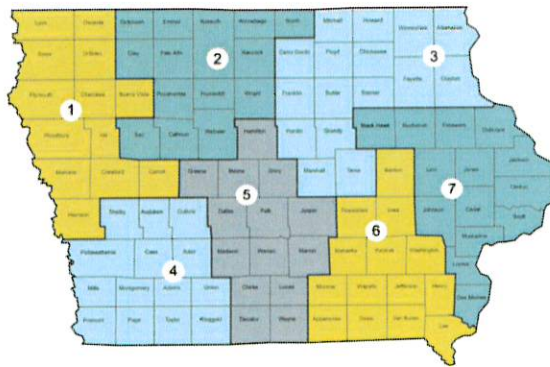 Lyon Osceola Dickinson Emmet Kossuth Winnebago Worth Mitchell Howard Winneshiek Allamakee
Sioux O'Brien Clay Palo Alto Hancock Cerro Gordo Floyd Chickasaw
2
3
Fayette Clayton
Plymouth Cherokee Buena Vista Pocahontas Humboldt Wright Franklin Butler Bremer
1
Woodbury Ida Sac Calhoun Webster Hamilton Hardin Grundy Black Hawk Buchanan Delaware Dubuque
Monona Crawford Carroll Greene Boone Story Marshall Tama Benton Linn Jones Jackson
5
7
Clinton
Harrison Shelby Audubon Guthrie Dallas Polk Jasper Poweshiek Iowa Johnson Cedar Scott
6
Muscatine
4
Pottawattamie Cass Adair Madison Warren Marion Mahaska Keokuk Washington Louisa
Mills Montgomery Adams Union Clarke Lucas Monroe Wapello Jefferson Henry Des Moines
Fremont Page Taylor Ringgold Decatur Wayne Appanoose Davis Van Buren Lee